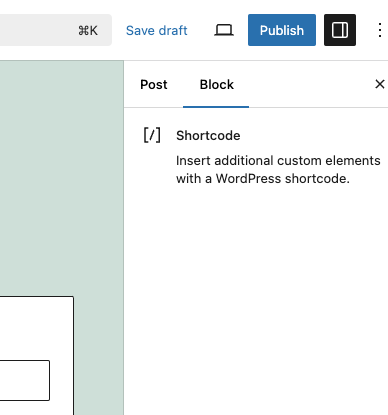 ⌘K Save draft Publish
Post Block
[/] Shortcode
Insert additional custom elements
with a WordPress shortcode.